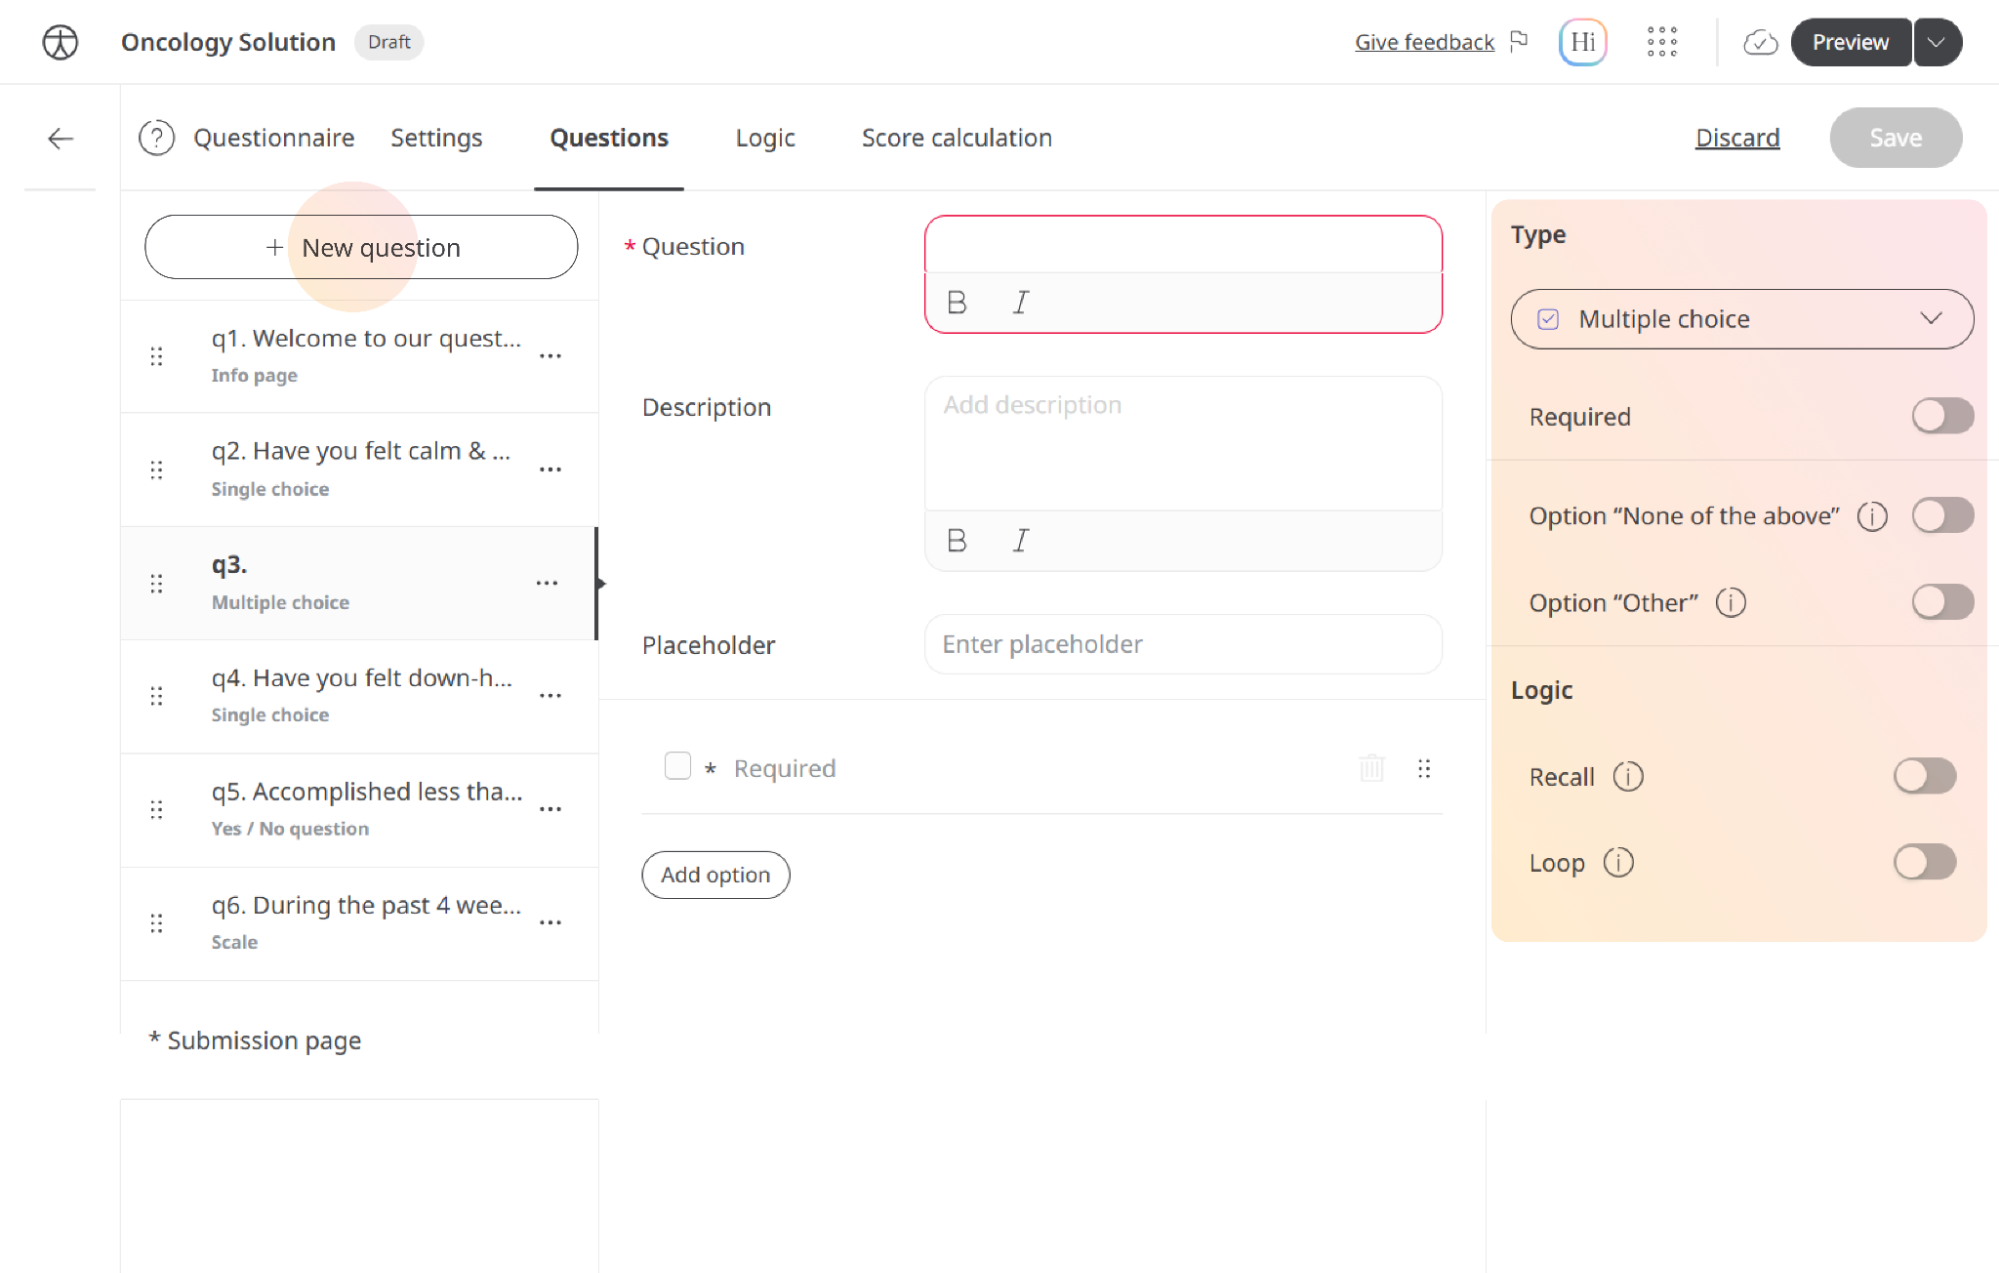 Oncology Solution
Draft
Give feedback
Hi
Preview
Questionnaire
Settings
Questions
Logic
Score calculation
Discard
Save
+ New question
q1. Welcome to our quest...
Info page
q2. Have you felt calm & ...
Single choice
q3.
Multiple choice
q4. Have you felt down-h...
Single choice
q5. Accomplished less tha...
Yes / No question
q6. During the past 4 wee...
Scale
* Submission page
* Question
B I
Description
Add description
B I
Placeholder
Enter placeholder
* Required
Add option
Type
Multiple choice
Required
Option “None of the above”
Option “Other”
Logic
Recall
Loop